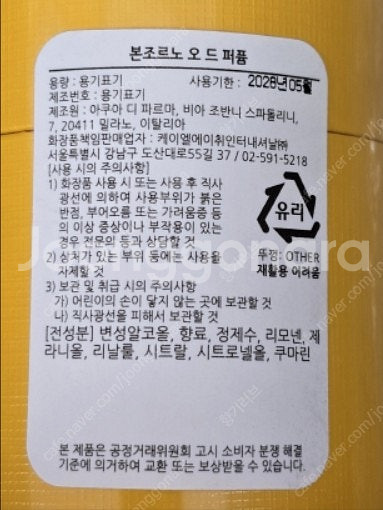 본조르노 오 드 퍼퓸
용량 : 용기표기 사용기한 : 2028년 05월
제조번호 : 용기표기
제조원 : 아쿠아 디 파르마, 비아 조반니 스파돌리니,
7, 20411 밀라노, 이탈리아
화장품책임판매업자 : 케이엘에이취인터내셔날㈜
서울특별시 강남구 도산대로55길 37 / 02-591-5218
[사용 시의 주의사항]
1) 화장품 사용 시 또는 사용 후 직사
광선에 의하여 사용부위가 붉은
반점, 부어오름 또는 가려움증 등
의 이상 증상이나 부작용이 있는
경우 전문의 등과 상담할 것
2) 상처가 있는 부위 등에는 사용을
자제할 것
유리
뚜껑: OTHER
재활용 어려움
3) 보관 및 취급 시의 주의사항
가) 어린이의 손이 닿지 않는 곳에 보관할 것
나) 직사광선을 피해서 보관할 것
[전성분] 변성알코올, 향료, 정제수, 리모넨, 제
라니올, 리날룰, 시트랄, 시트로넬올, 쿠마린
본 제품은 공정거래위원회 고시 소비자 분쟁 해결
기준에 의거하여 교환 또는 보상받을 수 있습니다.
Joonggonara